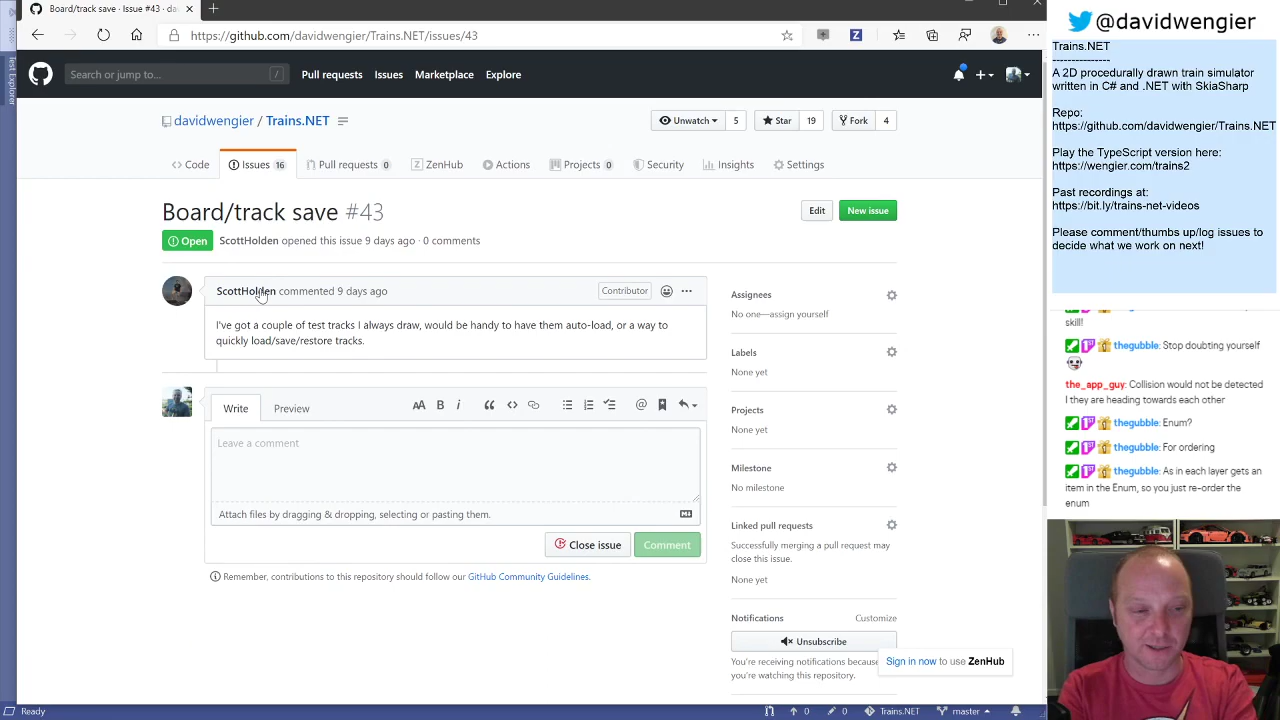 Board/track save · Issue #43 · da
https://github.com/davidwengier/Trains.NET/issues/43
Test Explorer
Search or jump to...
/
Pull requests
Issues
Marketplace
Explore
davidwengier / Trains.NET
Unwatch 5
Star 19
Fork 4
Code
Issues 16
Pull requests 0
ZenHub
Actions
Projects 0
Security
Insights
Settings
Board/track save #43
Edit
New issue
Open
ScottHolden opened this issue 9 days ago · 0 comments
ScottHolden commented 9 days ago
Contributor
I've got a couple of test tracks I always draw, would be handy to have them auto-load, or a way to
quickly load/save/restore tracks.
Write
Preview
AA B i
Leave a comment
Attach files by dragging & dropping, selecting or pasting them.
Close issue
Comment
Remember, contributions to this repository should follow our GitHub Community Guidelines.
Assignees
No one—assign yourself
Labels
None yet
Projects
None yet
Milestone
No milestone
Linked pull requests
Successfully merging a pull request may
close this issue.
None yet
Notifications
Customize
Unsubscribe
You're receiving notifications because
you're watching this repository.
Sign in now to use ZenHub
Ready
0
0
Trains.NET
master
@davidwengier
Trains.NET
---------------
A 2D procedurally drawn train simulator
written in C# and .NET with SkiaSharp
Repo:
https://github.com/davidwengier/Trains.NET
Play the TypeScript version here:
https://wengier.com/trains2
Past recordings at:
https://bit.ly/trains-net-videos
Please comment/thumbs up/log issues to
decide what we work on next!
skill!
thegubble: Stop doubting yourself
the_app_guy: Collision would not be detected
I they are heading towards each other
thegubble: Enum?
thegubble: For ordering
thegubble: As in each layer gets an
item in the Enum, so you just re-order the
enum